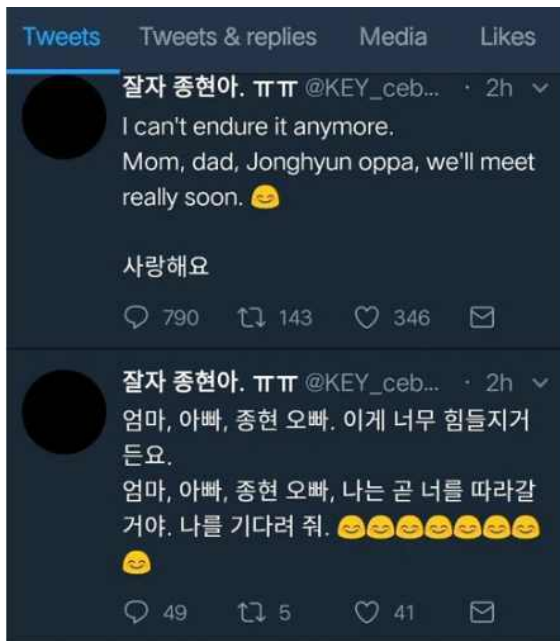 Tweets Tweets & replies Media Likes
잘자 종현아. ㅠㅠ @KEY_ceb... · 2h
I can't endure it anymore.
Mom, dad, Jonghyun oppa, we'll meet
really soon. 😊
사랑해요
790 143 346
잘자 종현아. ㅠㅠ @KEY_ceb... · 2h
엄마, 아빠, 종현 오빠. 이게 너무 힘들지거
든요.
엄마, 아빠, 종현 오빠, 나는 곧 너를 따라갈
거야. 나를 기다려 줘. 😊😊😊😊😊😊😊
😊
49 5 41